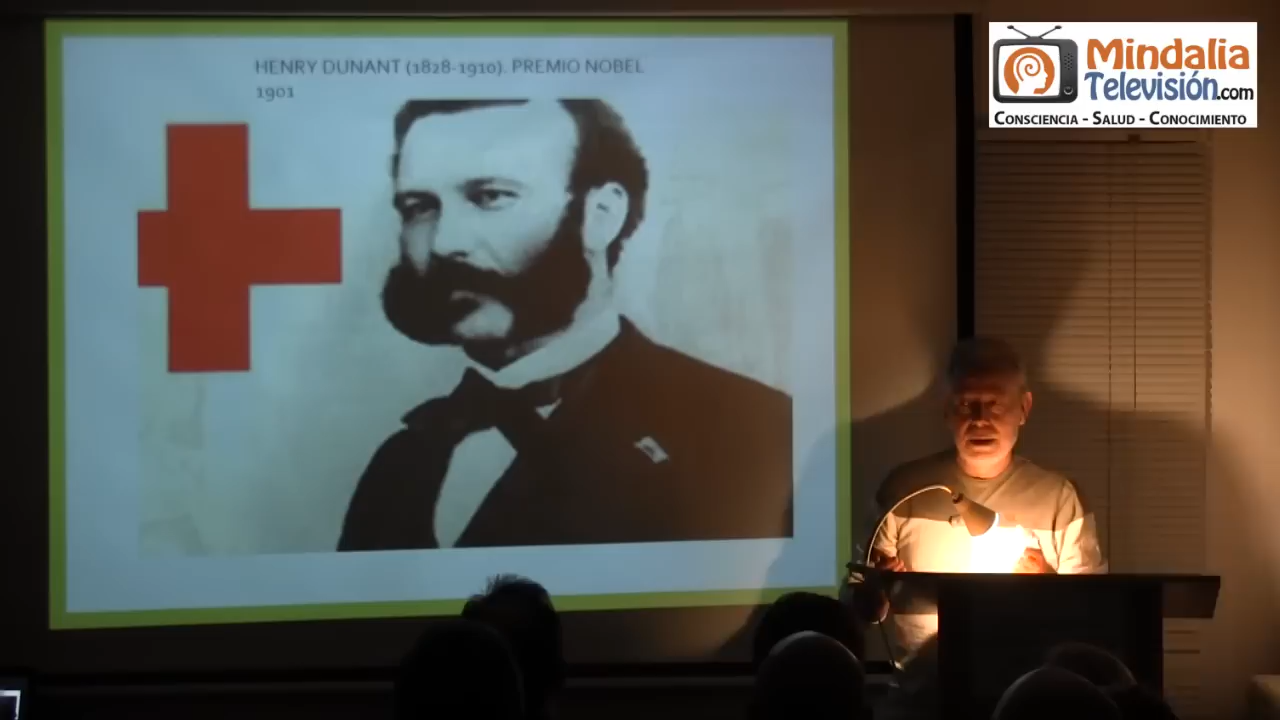 HENRY DUNANT (1828-1910). PREMIO NOBEL
1901
Mindalia
Televisión.com
CONSCIENCIA - SALUD - CONOCIMIENTO